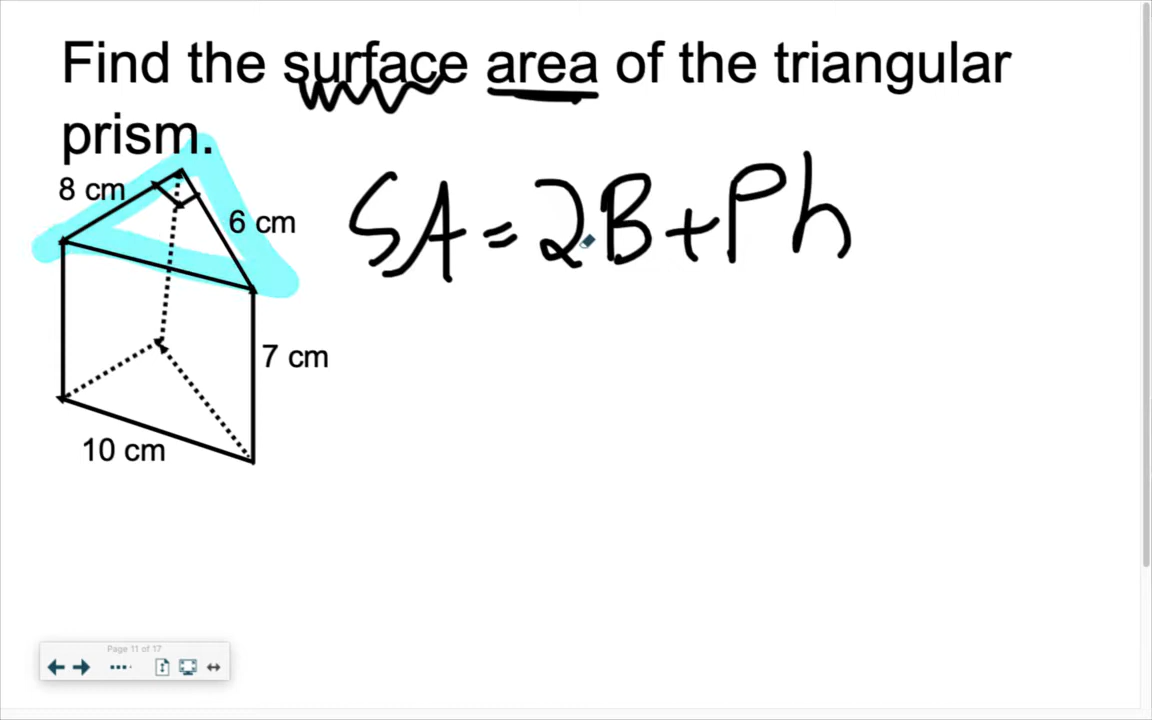 Find the surface area of the triangular
prism.
8 cm
6 cm
SA = 2B + Ph
7 cm
10 cm
Page 11 of 17